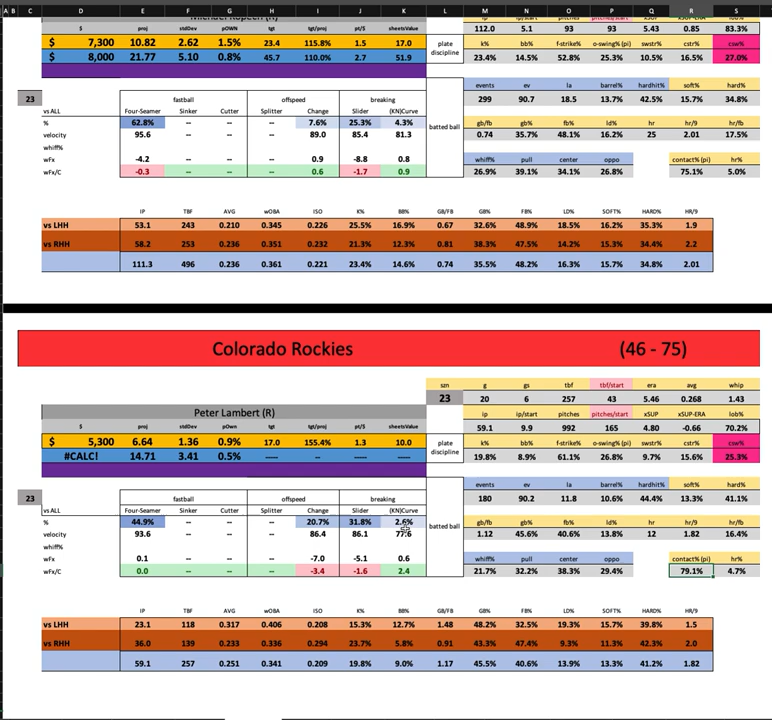 A B C D E F G H I J K L M N O P Q R S
Michael Kopech (R)
$ proj stdDev pOWN tgt tgt/proj pt/$ sheetsValue
ip ip/start pitches pitches/start xSUP xSUP-ERA lob%
112.0 5.1 93 93 5.43 0.85 83.3%
$ 7,300 10.82 2.62 1.5% 23.4 115.8% 1.5 17.0
$ 8,000 21.77 5.10 0.8% 45.7 110.0% 2.7 51.9
plate discipline
k% bb% f-strike% o-swing% (pi) swstr% cstr% csw%
23.4% 14.5% 52.8% 25.3% 10.5% 16.5% 27.0%
events ev la barrel% hardhit% soft% hard%
299 90.7 18.5 13.7% 42.5% 15.7% 34.8%
23
fastball offspeed breaking
vs ALL Four-Seamer Sinker Cutter Splitter Change Slider (KN)Curve
% 62.8% -- -- -- 7.6% 25.3% 4.3%
velocity 95.6 -- -- -- 89.0 85.4 81.3
whiff%
wFx -4.2 -- -- -- 0.9 -8.8 0.8
wFx/C -0.3 -- -- -- 0.6 -1.7 0.9
batted ball
gb/fb gb% fb% ld% hr hr/9 hr/fb
0.74 35.7% 48.1% 16.2% 25 2.01 17.5%
whiff% pull center oppo contact% (pi) hr%
26.9% 39.1% 34.1% 26.8% 75.1% 5.0%
IP TBF AVG wOBA ISO K% BB% GB/FB GB% FB% LD% SOFT% HARD% HR/9
vs LHH 53.1 243 0.210 0.345 0.226 25.5% 16.9% 0.67 32.6% 48.9% 18.5% 16.2% 35.3% 1.9
vs RHH 58.2 253 0.236 0.351 0.232 21.3% 12.3% 0.81 38.3% 47.5% 14.2% 15.3% 34.4% 2.2
111.3 496 0.236 0.361 0.221 23.4% 14.6% 0.74 35.5% 48.2% 16.3% 15.7% 34.8% 2.01
Colorado Rockies (46 - 75)
szn g gs tbf tbf/start era avg whip
23 20 6 257 43 5.46 0.268 1.43
Peter Lambert (R)
ip ip/start pitches pitches/start xSUP xSUP-ERA lob%
59.1 9.9 992 165 4.80 -0.66 70.2%
$ proj stdDev pOwn tgt tgt/proj pt/$ sheetsValue
$ 5,300 6.64 1.36 0.9% 17.0 155.4% 1.3 10.0
#CALC! 14.71 3.41 0.5% ---- ---- ---- ----
plate discipline
k% bb% f-strike% o-swing% (pi) swstr% cstr% csw%
19.8% 8.9% 61.1% 26.8% 9.7% 15.6% 25.3%
events ev la barrel% hardhit% soft% hard%
180 90.2 11.8 10.6% 44.4% 13.3% 41.1%
23
fastball offspeed breaking
vs ALL Four-Seamer Sinker Cutter Splitter Change Slider (KN)Curve
% 44.9% -- -- -- 20.7% 31.8% 2.6%
velocity 93.6 -- -- -- 86.4 86.1 77.6
whiff%
wFx 0.1 -- -- -- -7.0 -5.1 0.6
wFx/C 0.0 -- -- -- -3.4 -1.6 2.4
batted ball
gb/fb gb% fb% ld% hr hr/9 hr/fb
1.12 45.6% 40.6% 13.8% 12 1.82 16.4%
whiff% pull center oppo contact% (pi) hr%
21.7% 32.2% 38.3% 29.4% 79.1% 4.7%
IP TBF AVG wOBA ISO K% BB% GB/FB GB% FB% LD% SOFT% HARD% HR/9
vs LHH 23.1 118 0.317 0.406 0.208 15.3% 12.7% 1.48 48.2% 32.5% 19.3% 15.7% 39.8% 1.5
vs RHH 36.0 139 0.233 0.336 0.294 23.7% 5.8% 0.91 43.3% 47.4% 9.3% 11.3% 42.3% 2.0
59.1 257 0.251 0.341 0.209 19.8% 9.0% 1.17 45.5% 40.6% 13.9% 13.3% 41.2% 1.82